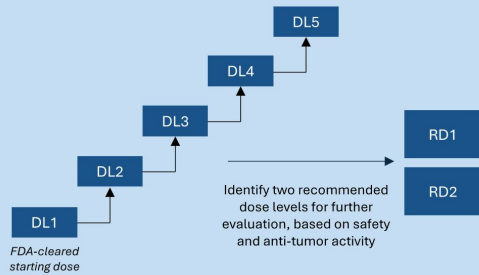 DL5
DL4
DL3
DL2
DL1
FDA-cleared
starting dose
Identify two recommended
dose levels for further
evaluation, based on safety
and anti-tumor activity
RD1
RD2